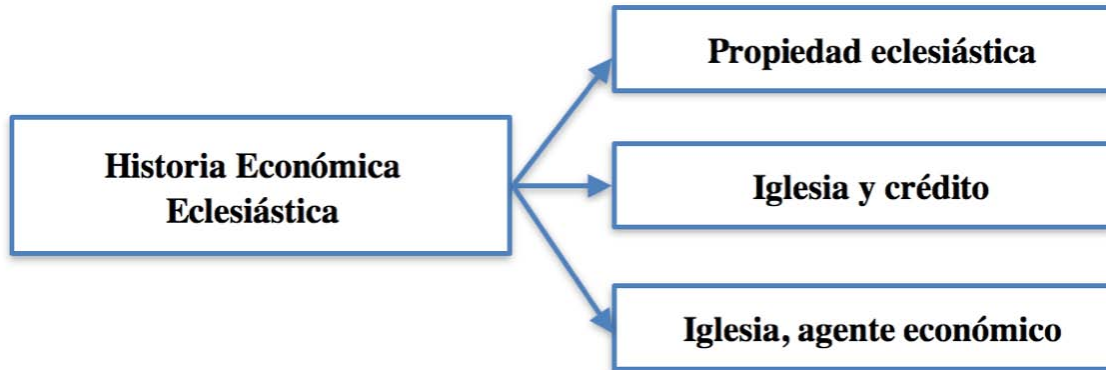 Historia Económica
Eclesiástica
Propiedad eclesiástica
Iglesia y crédito
Iglesia, agente económico